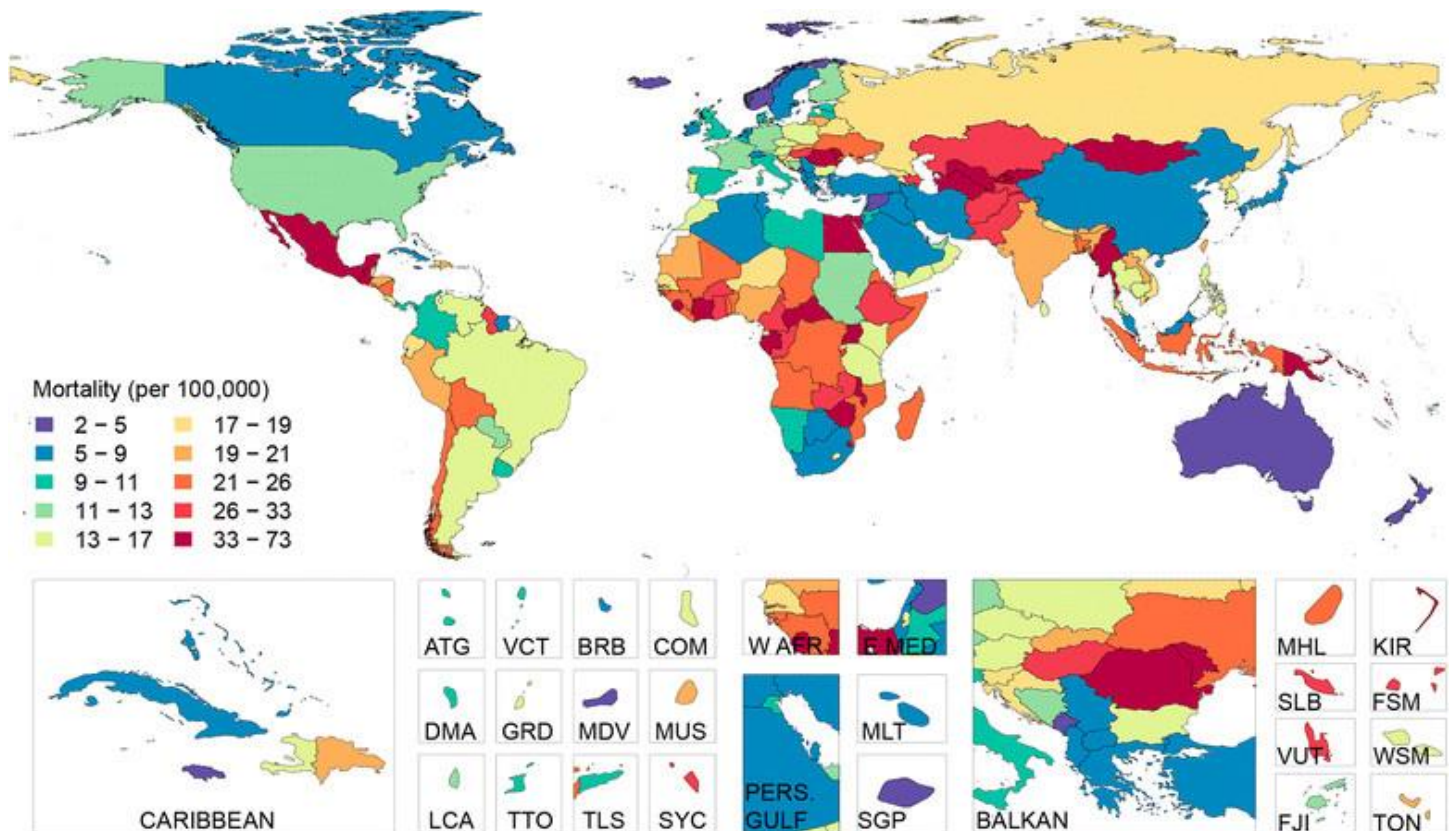 Mortality (per 100,000)
2 – 5
5 – 9
9 – 11
11 – 13
13 – 17
17 – 19
19 – 21
21 – 26
26 – 33
33 – 73
CARIBBEAN
ATG
VCT
BRB
COM
DMA
GRD
MDV
MUS
LCA
TTO
TLS
SYC
W AFR.
E MED
PERS.
GULF
MLT
SGP
BALKAN
MHL
KIR
SLB
FSM
VUT
WSM
FJI
TON